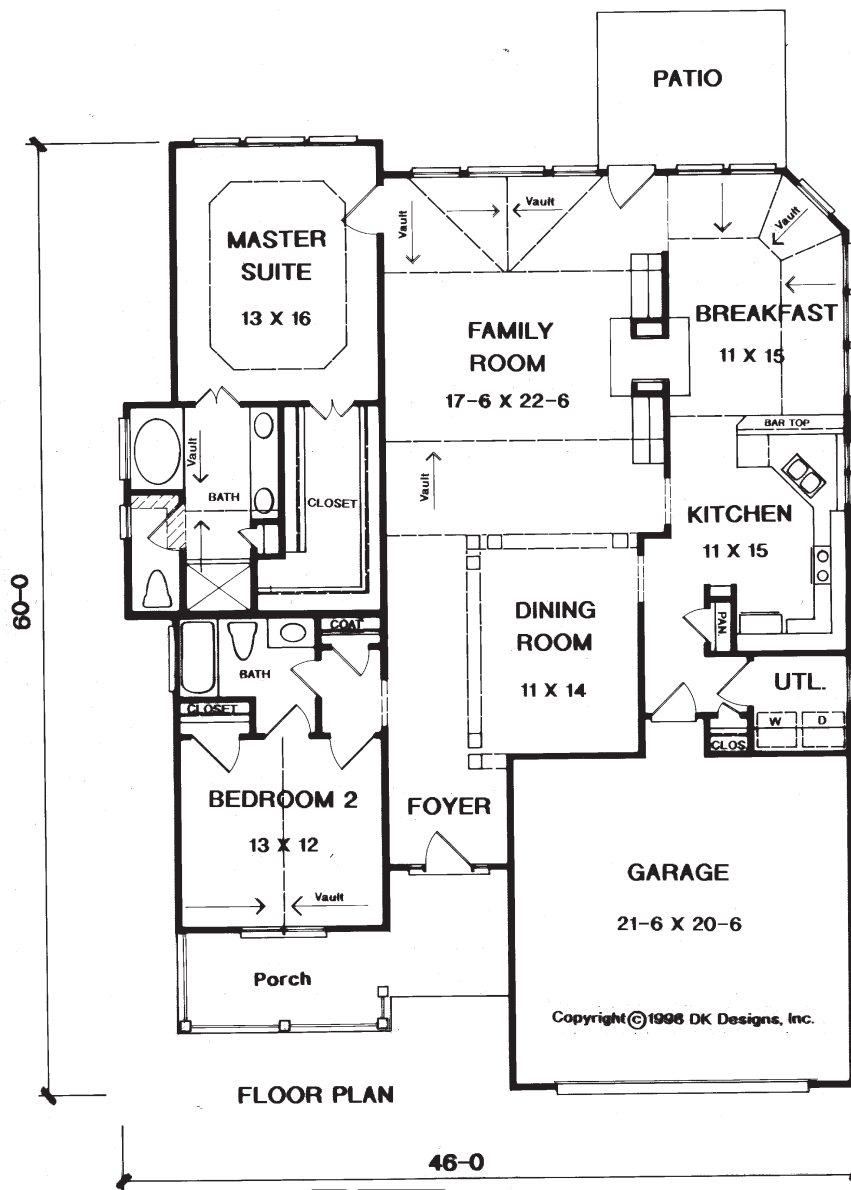 PATIO
Vault
Vault
Vault
MASTER
SUITE
13 X 16
FAMILY
ROOM
17-6 X 22-6
BREAKFAST
11 X 15
BAR TOP
Vault
BATH
CLOSET
Vault
KITCHEN
11 X 15
60-0
DINING
ROOM
11 X 14
PAN.
COAT
BATH
CLOSET
UTL.
W
D
CLOS
BEDROOM 2
13 X 12
Vault
FOYER
GARAGE
21-6 X 20-6
Porch
Copyright © 1998 DK Designs, Inc.
FLOOR PLAN
46-0